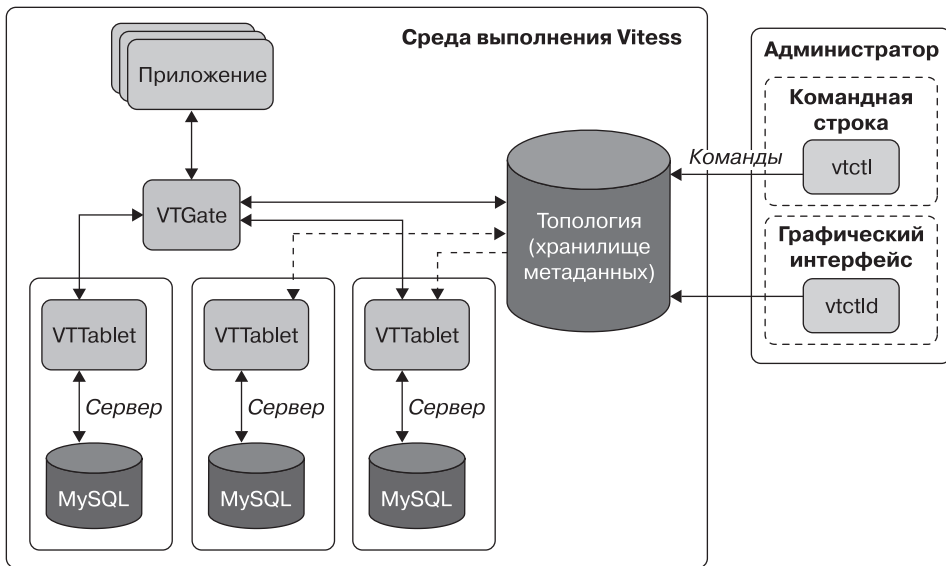 Среда выполнения Vitess
Приложение
VTGate
Топология
(хранилище
метаданных)
Команды
Администратор
Командная
строка
vtctl
Графический
интерфейс
vtctld
VTTablet
VTTablet
VTTablet
Сервер
Сервер
Сервер
MySQL
MySQL
MySQL